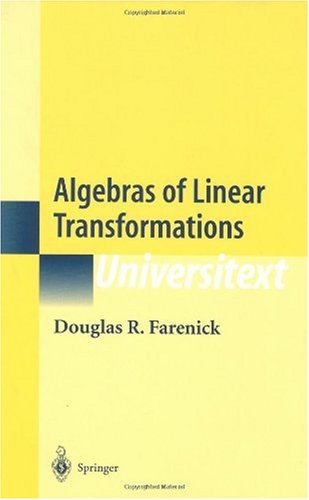 Algebras of Linear
Transformations
Universitext
Douglas R. Farenick
Springer